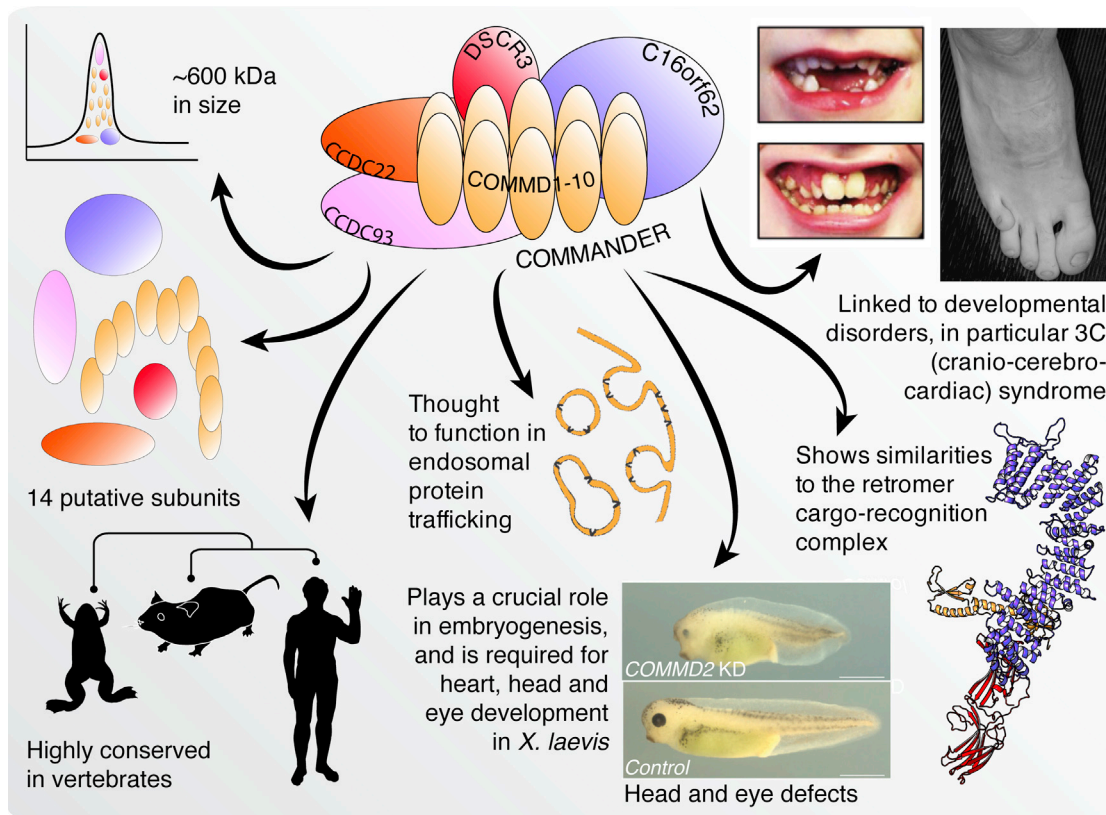 ~600 kDa
in size
DSCR3
C16orf62
CCDC22
COMMD1-10
CCDC93
COMMANDER
Linked to developmental
disorders, in particular 3C
(cranio-cerebro-
cardiac) syndrome
14 putative subunits
Thought
to function in
endosomal
protein
trafficking
Shows similarities
to the retromer
cargo-recognition
complex
Highly conserved
in vertebrates
Plays a crucial role
in embryogenesis,
and is required for
heart, head and
eye development
in X. laevis
COMMD2 KD
Control
Head and eye defects